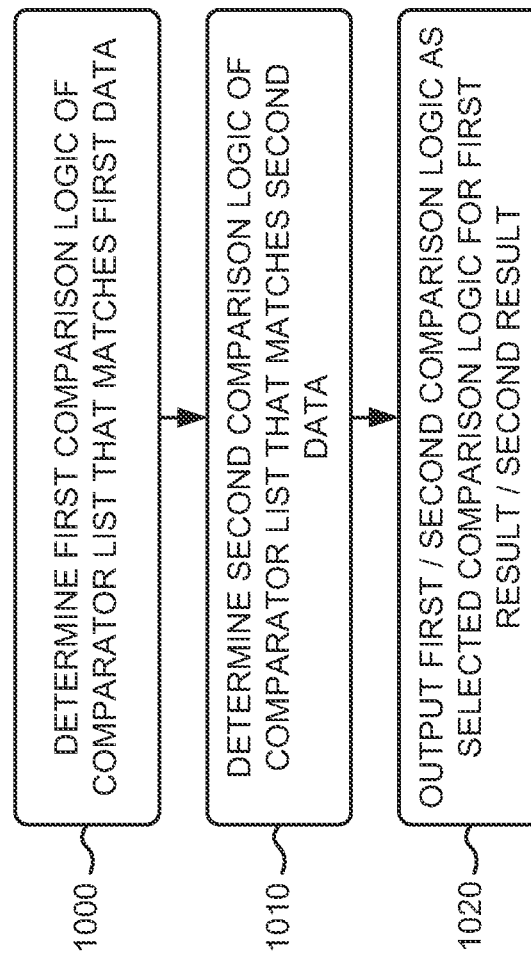 1000
DETERMINE FIRST COMPARISON LOGIC OF
COMPARATOR LIST THAT MATCHES FIRST DATA
1010
DETERMINE SECOND COMPARISON LOGIC OF
COMPARATOR LIST THAT MATCHES SECOND
DATA
1020
OUTPUT FIRST / SECOND COMPARISON LOGIC AS
SELECTED COMPARISON LOGIC FOR FIRST
RESULT / SECOND RESULT